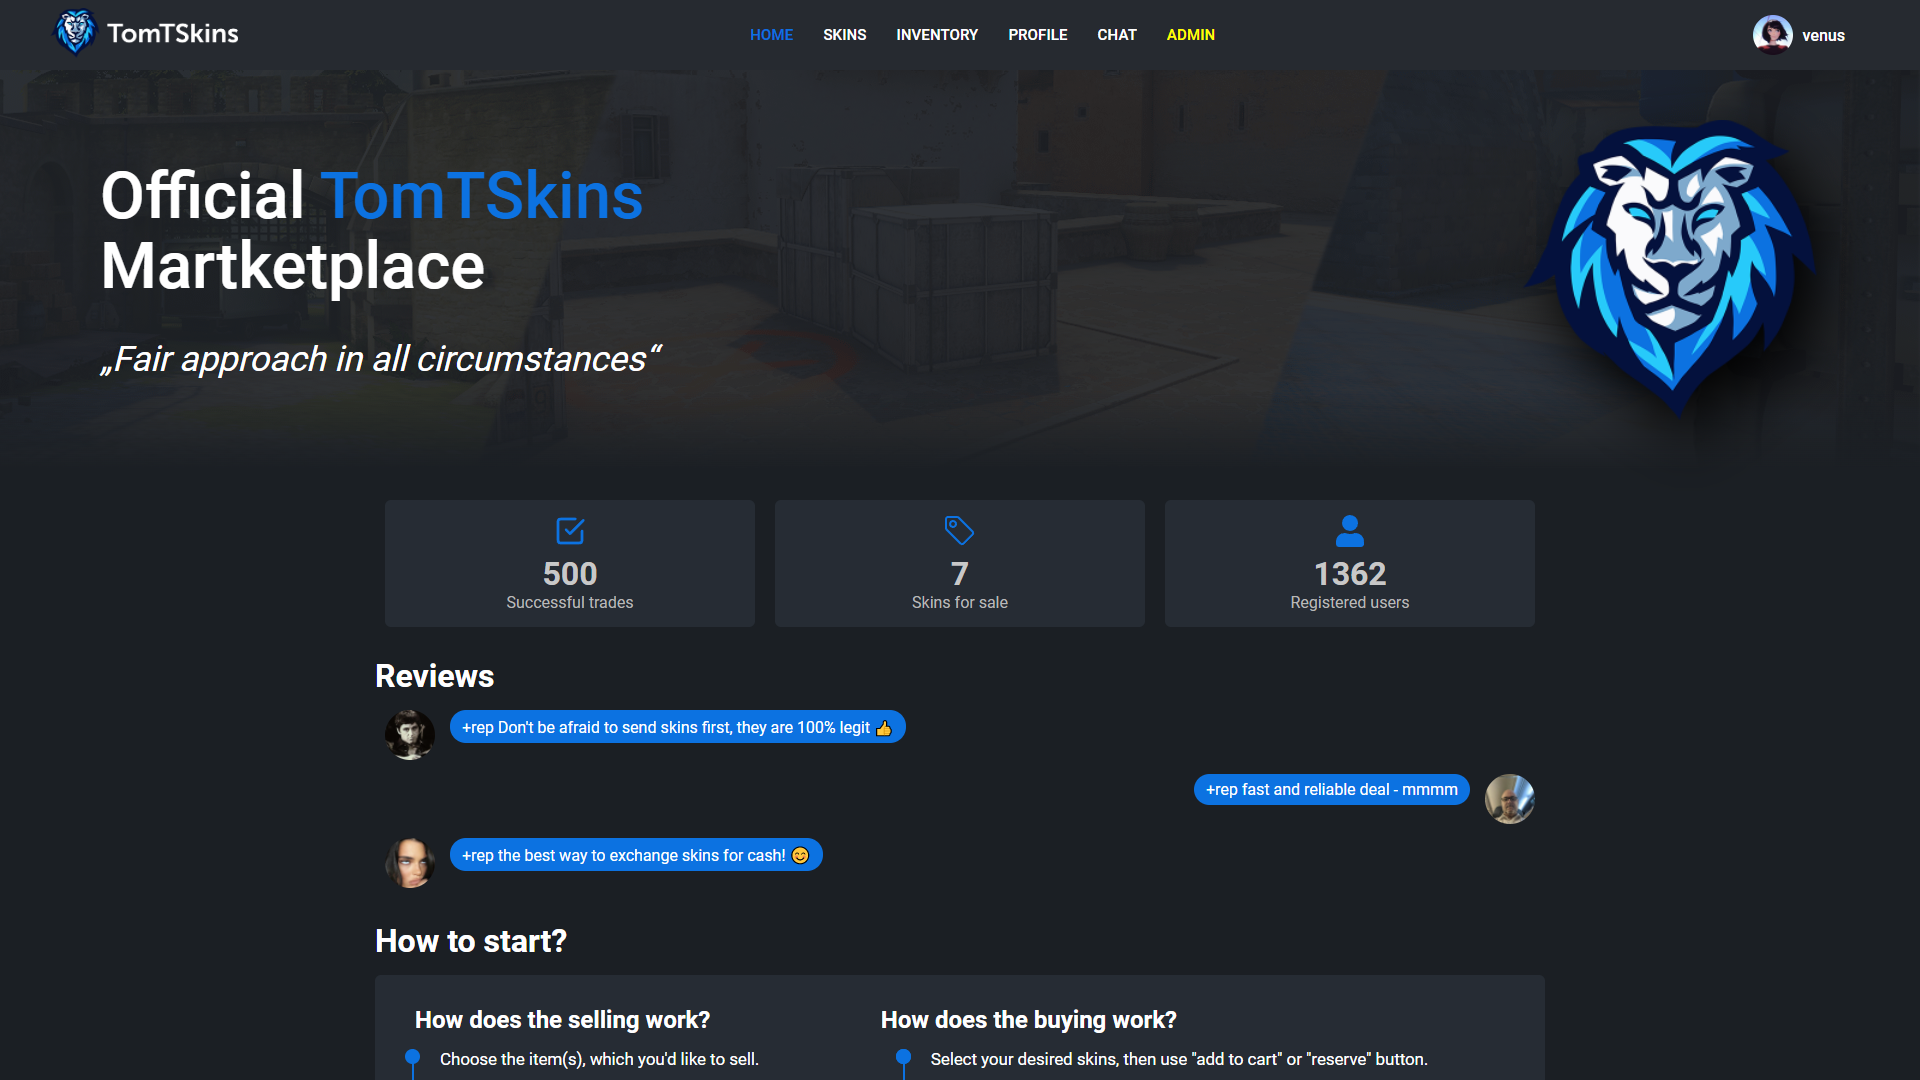 TomTSkins
HOME SKINS INVENTORY PROFILE CHAT ADMIN
venus
Official TomTSkins
Martketplace
„Fair approach in all circumstances“
500
Successful trades
7
Skins for sale
1362
Registered users
Reviews
+rep Don't be afraid to send skins first, they are 100% legit 👍
+rep fast and reliable deal - mmmm
+rep the best way to exchange skins for cash! 😊
How to start?
How does the selling work?
Choose the item(s), which you'd like to sell.
How does the buying work?
Select your desired skins, then use "add to cart" or "reserve" button.